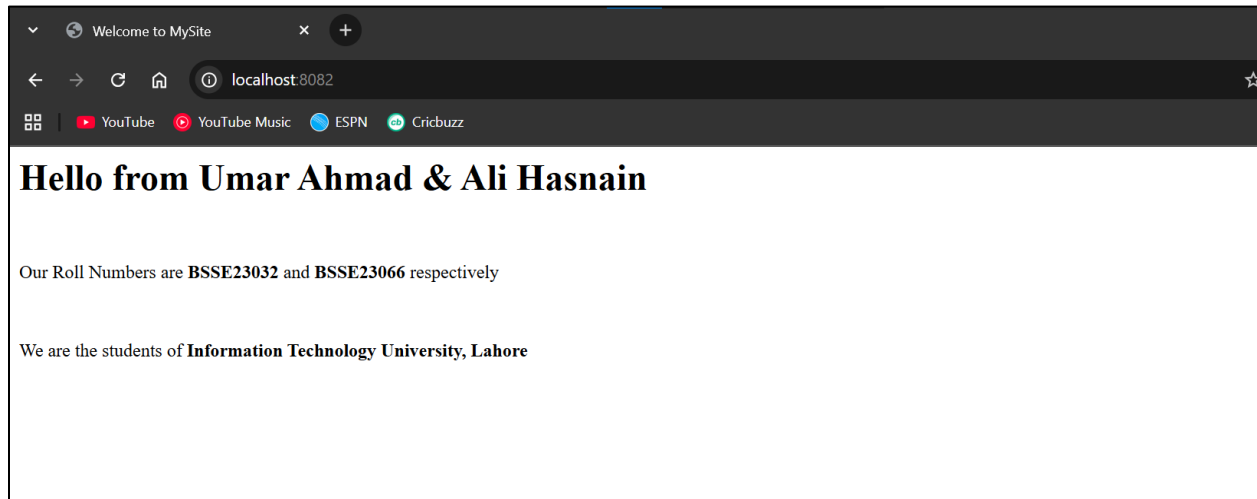 Welcome to MySite
localhost:8082
YouTube YouTube Music ESPN cb Cricbuzz
Hello from Umar Ahmad & Ali Hasnain
Our Roll Numbers are BSSE23032 and BSSE23066 respectively
We are the students of Information Technology University, Lahore